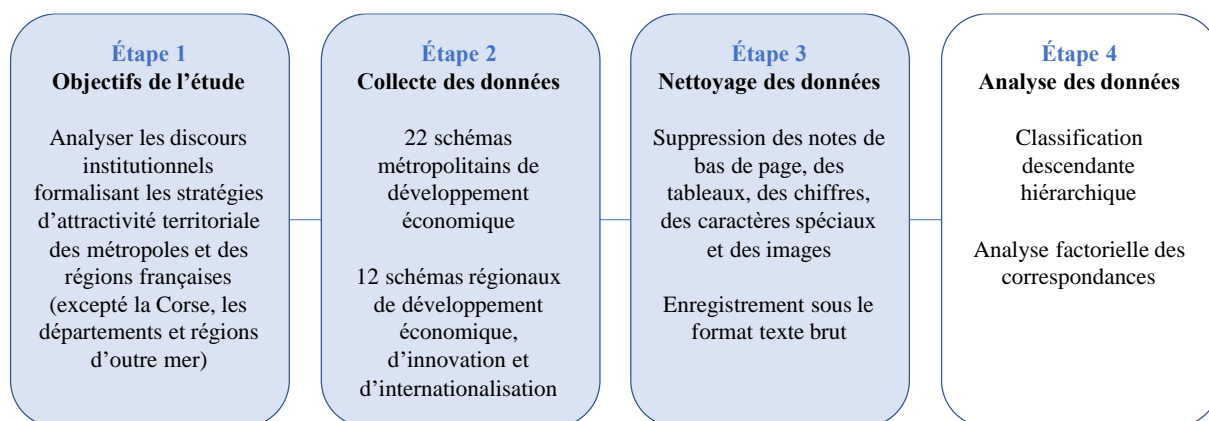 Étape 1
Objectifs de l’étude
Analyser les discours
institutionnels
formalisant les stratégies
d’attractivité territoriale
des métropoles et des
régions françaises
(excepté la Corse, les
départements et régions
d’outre mer)
Étape 2
Collecte des données
22 schémas
métropolitains de
développement
économique
12 schémas régionaux
de développement
économique,
d’innovation et
d’internationalisation
Étape 3
Nettoyage des données
Suppression des notes de
bas de page, des
tableaux, des chiffres,
des caractères spéciaux
et des images
Enregistrement sous le
format texte brut
Étape 4
Analyse des données
Classification
descendante
hiérarchique
Analyse factorielle des
correspondances